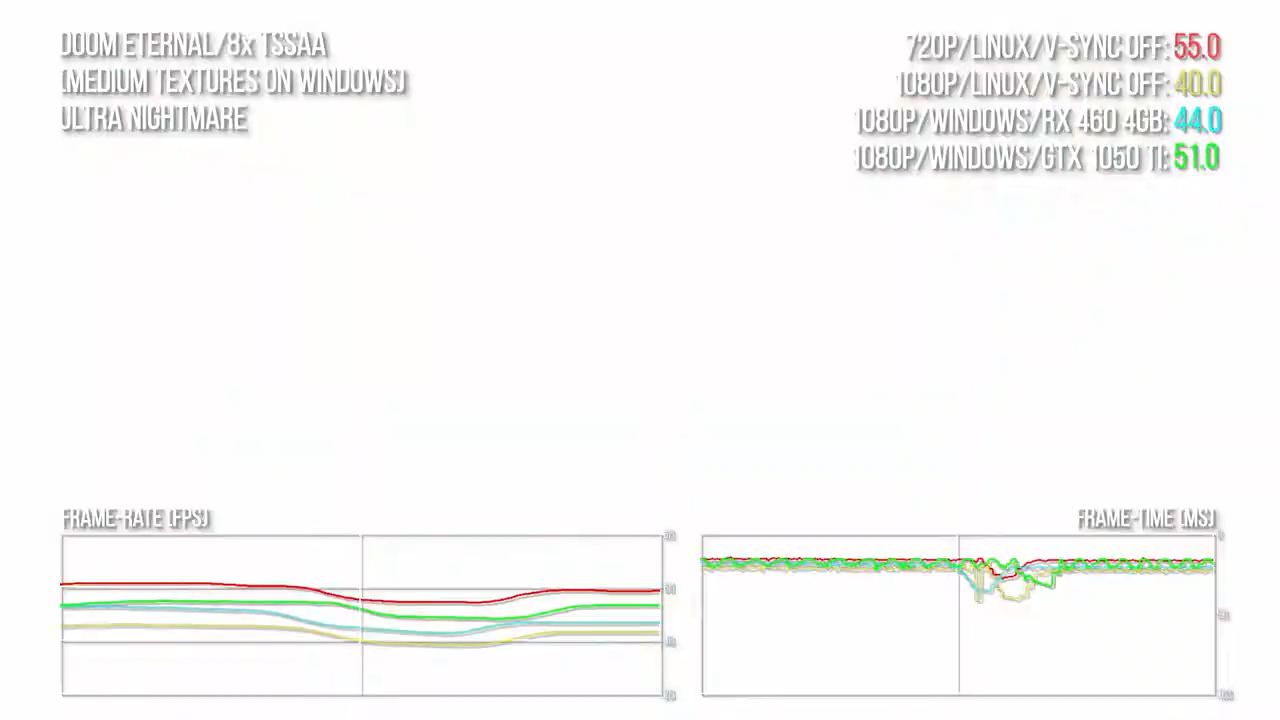 DOOM ETERNAL/8x TSSAA
(MEDIUM TEXTURES ON WINDOWS)
ULTRA NIGHTMARE
720P/LINUX/V-SYNC OFF: 55.0
1080P/LINUX/V-SYNC OFF: 40.0
1080P/WINDOWS/RX 460 4GB: 44.0
1080P/WINDOWS/GTX 1050 TI: 51.0
FRAME-RATE (FPS)
FRAME-TIME (MS)